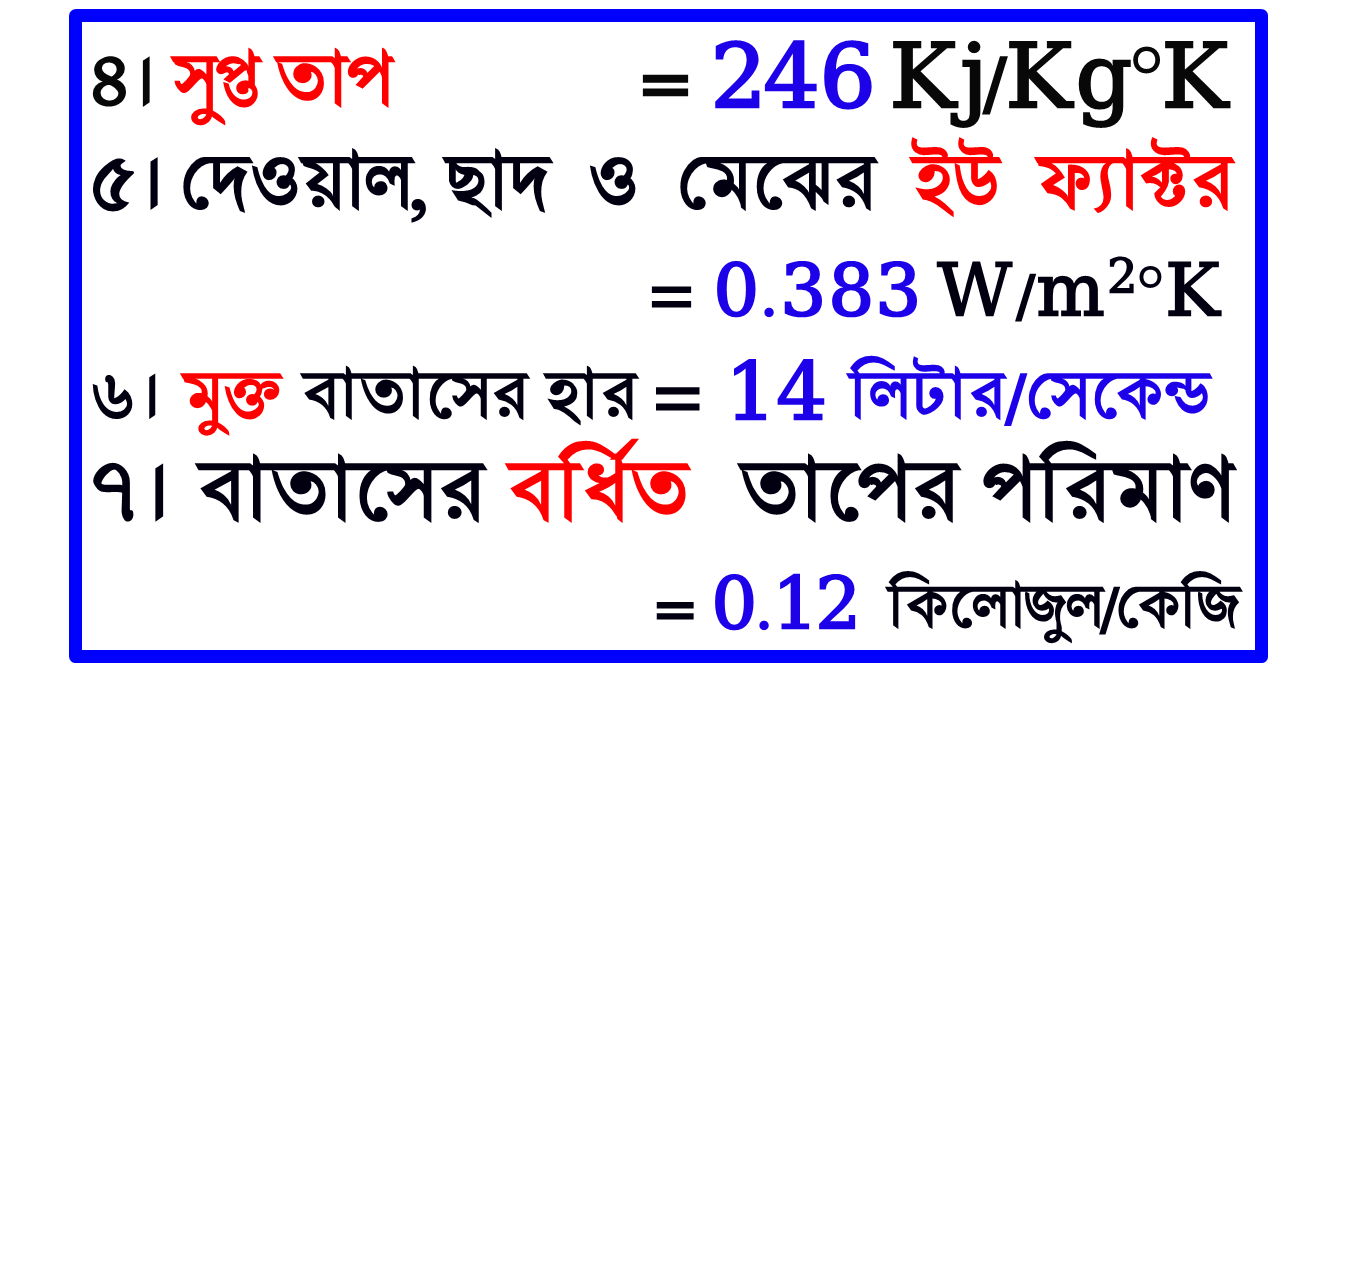 ৪। সুপ্ত তাপ = 246 Kj/Kg°K
৫। দেওয়াল, ছাদ ও মেঝের ইউ ফ্যাক্টর
= 0.383 W/m²°K
৬। মুক্ত বাতাসের হার = 14 লিটার/সেকেন্ড
৭। বাতাসের বর্ধিত তাপের পরিমাণ
= 0.12 কিলোজুল/কেজি